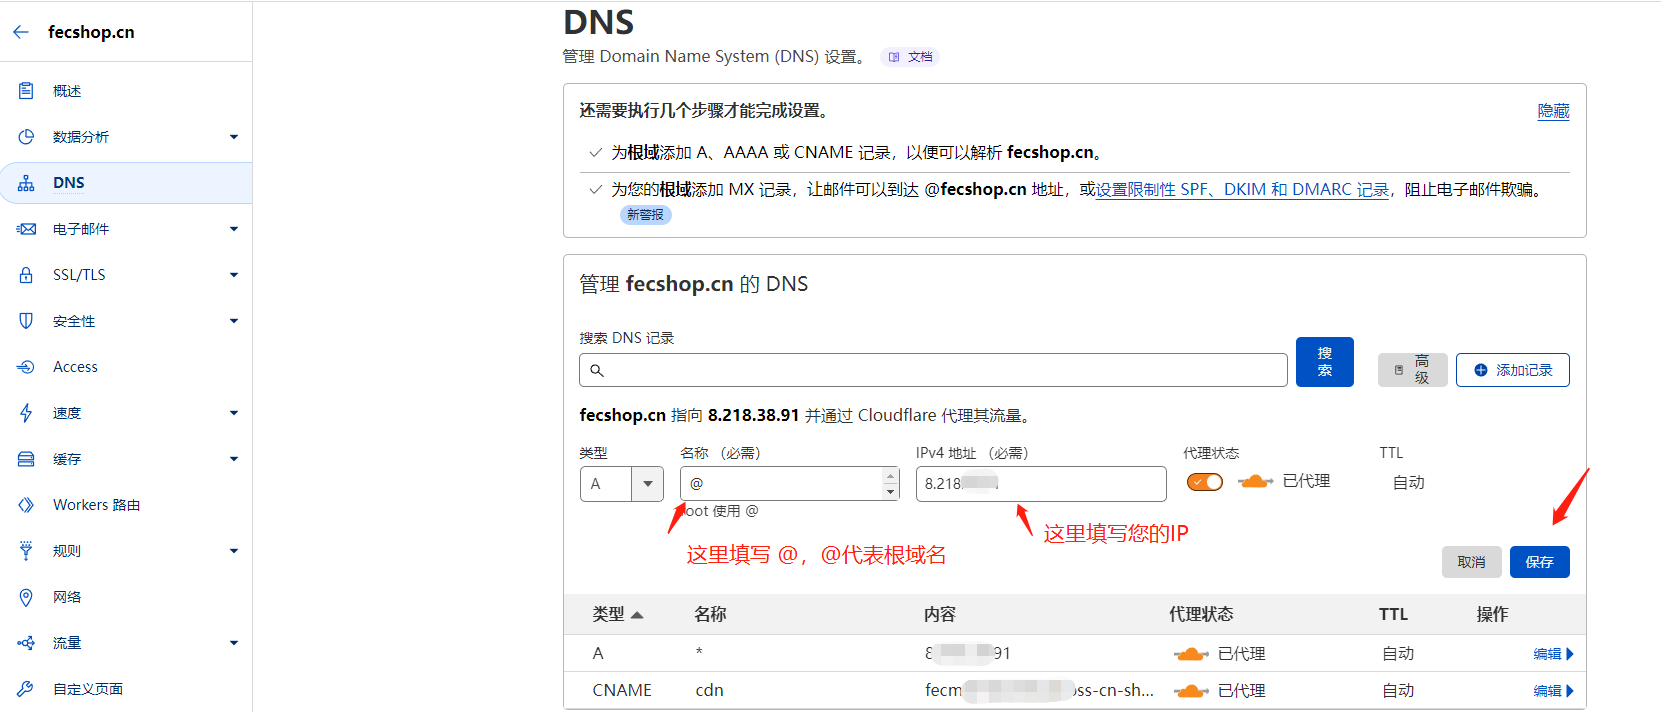 fecshop.cn
概述
数据分析
DNS
电子邮件
SSL/TLS
安全性
Access
速度
缓存
Workers 路由
规则
网络
流量
自定义页面
DNS
管理 Domain Name System (DNS) 设置。 文档
还需要执行几个步骤才能完成设置。 隐藏
为根域添加 A、AAAA 或 CNAME 记录，以便可以解析 fecshop.cn。
为您的根域添加 MX 记录，让邮件可以到达 @fecshop.cn 地址，或设置限制性 SPF、DKIM 和 DMARC 记录，阻止电子邮件欺骗。
新警报
管理 fecshop.cn 的 DNS
搜索 DNS 记录
搜索 高级 添加记录
fecshop.cn 指向 8.218.38.91 并通过 Cloudflare 代理其流量。
类型 名称 （必需） IPv4 地址 （必需） 代理状态 TTL
A @ 8.218 已代理 自动
oot 使用 @
这里填写 @，@代表根域名 这里填写您的IP
取消 保存
类型 名称 内容 代理状态 TTL 操作
A * 8 91 已代理 自动 编辑
CNAME cdn fecm ss-cn-sh... 已代理 自动 编辑